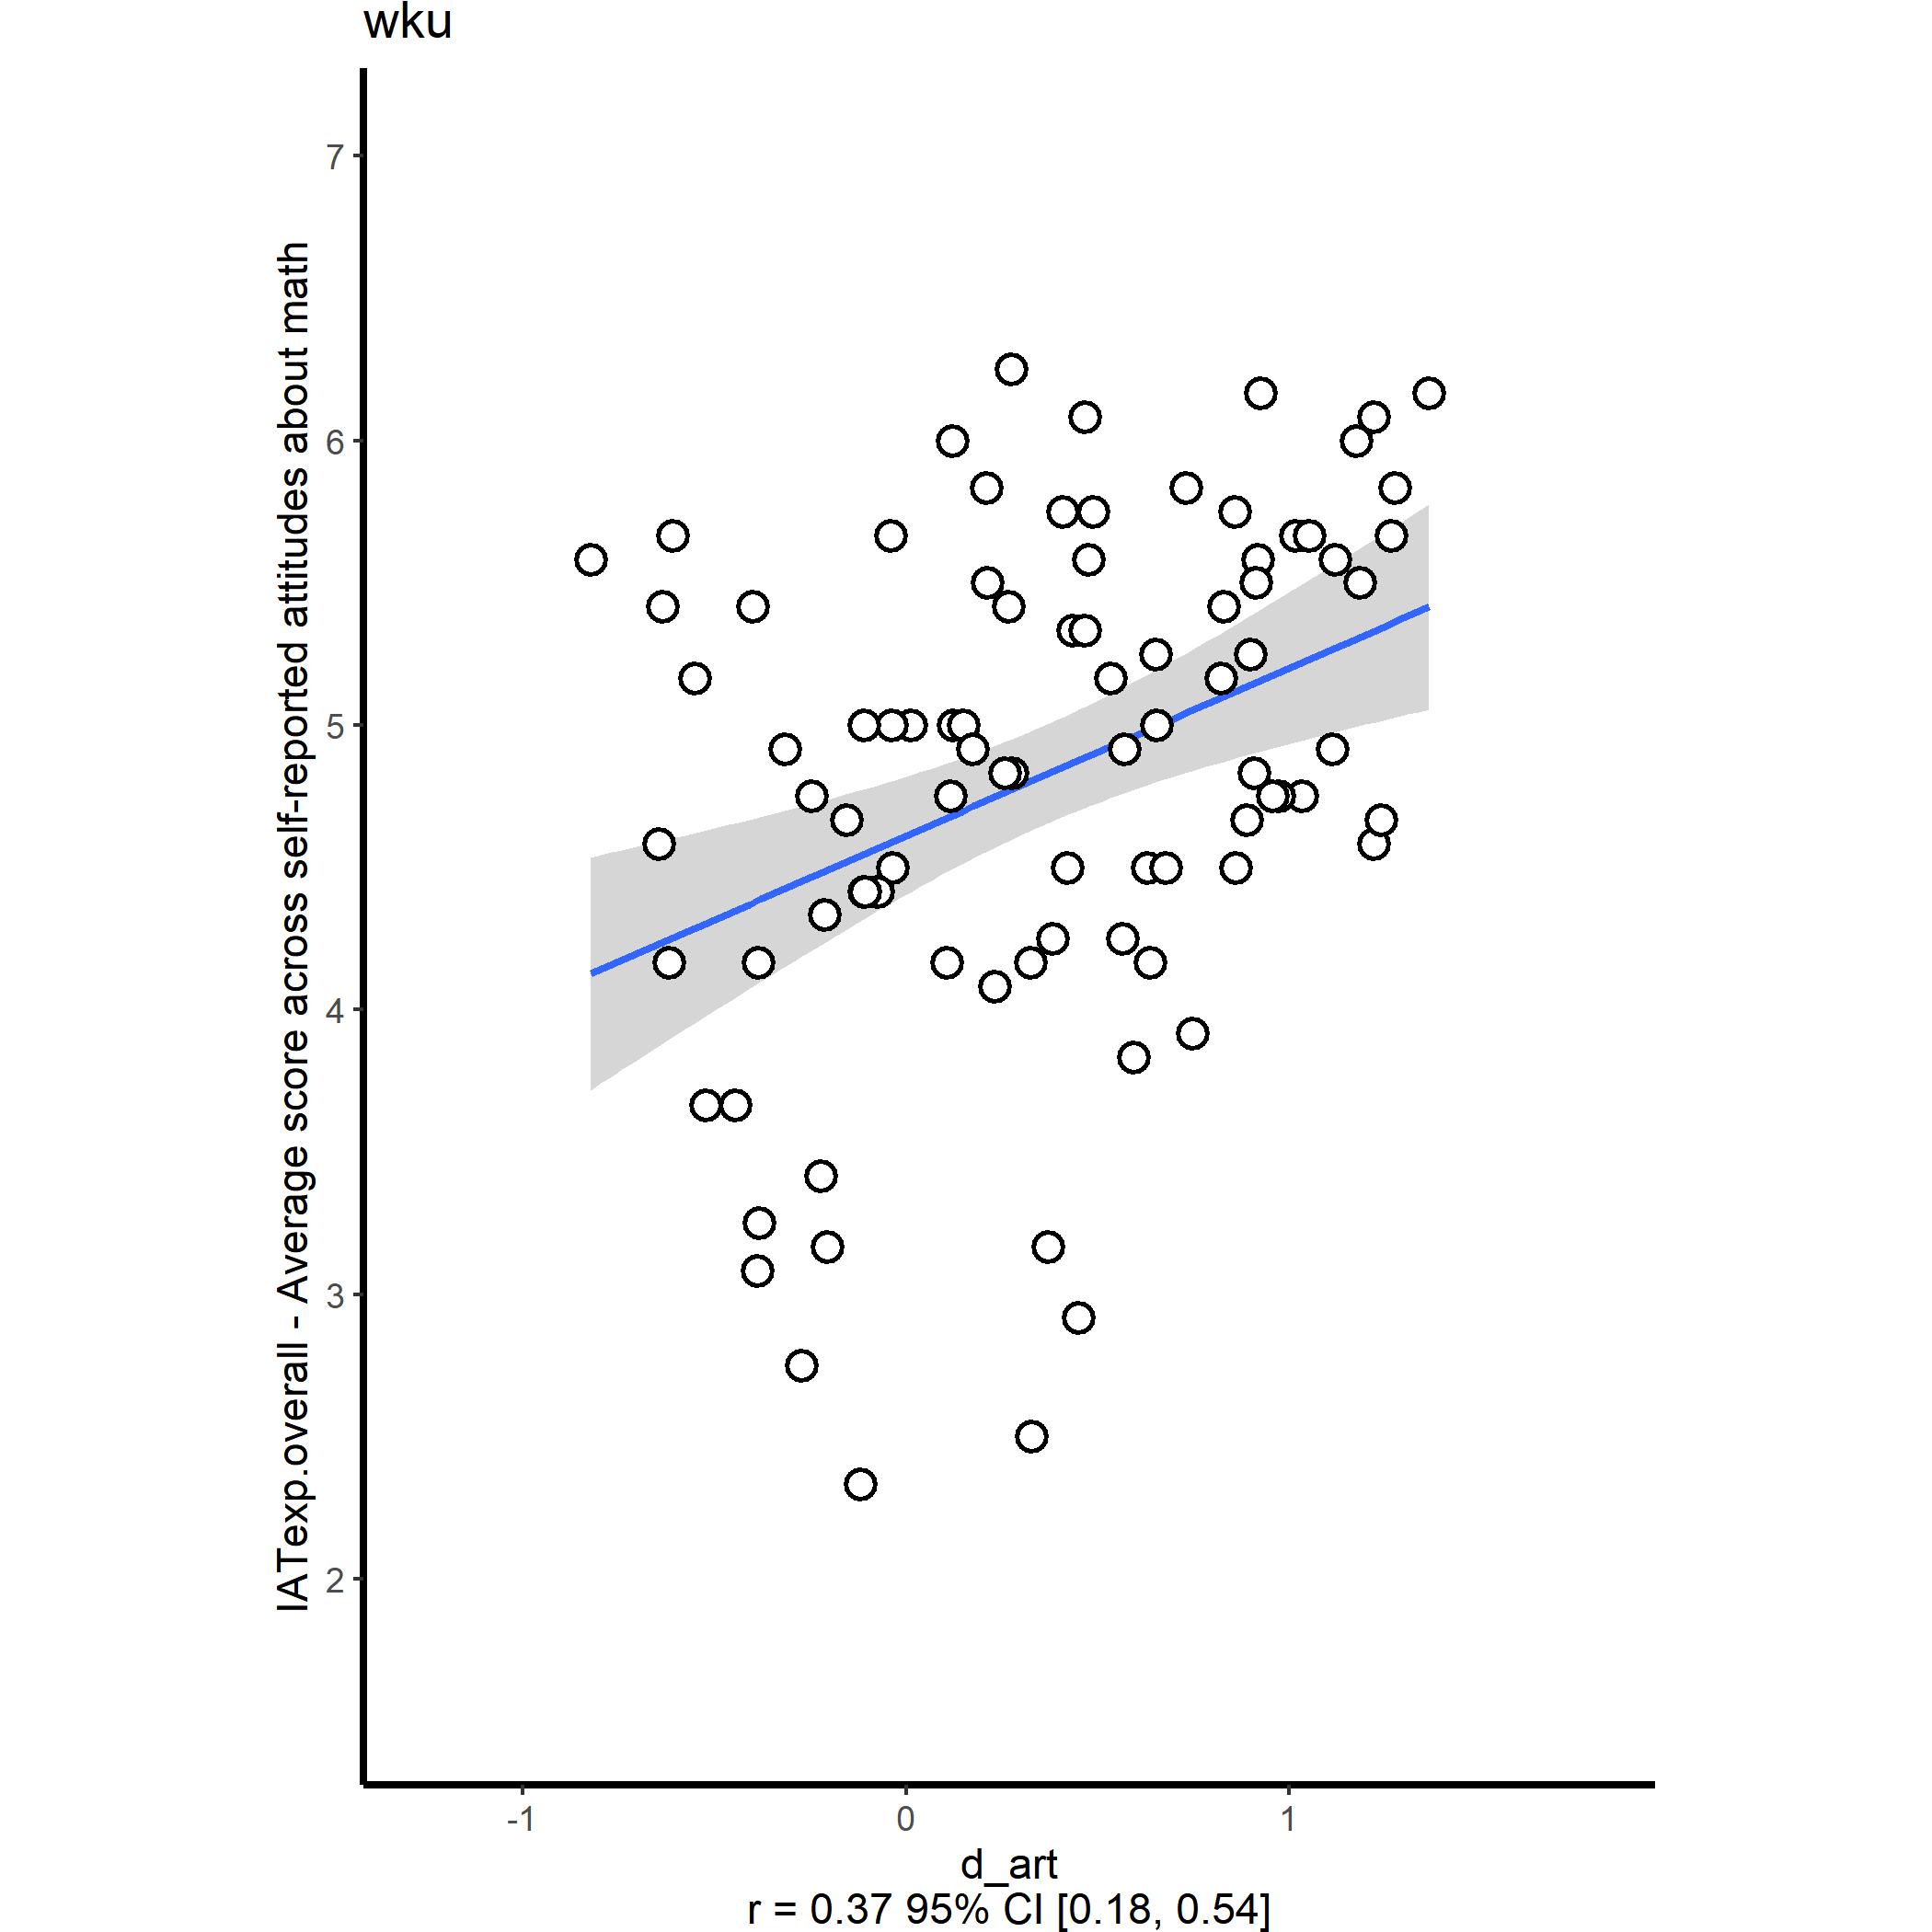 wku
IATexp.overall - Average score across self-reported attitudes about math
7
6
5
4
3
2
-1 0 1
d_art
r = 0.37 95% CI [0.18, 0.54]